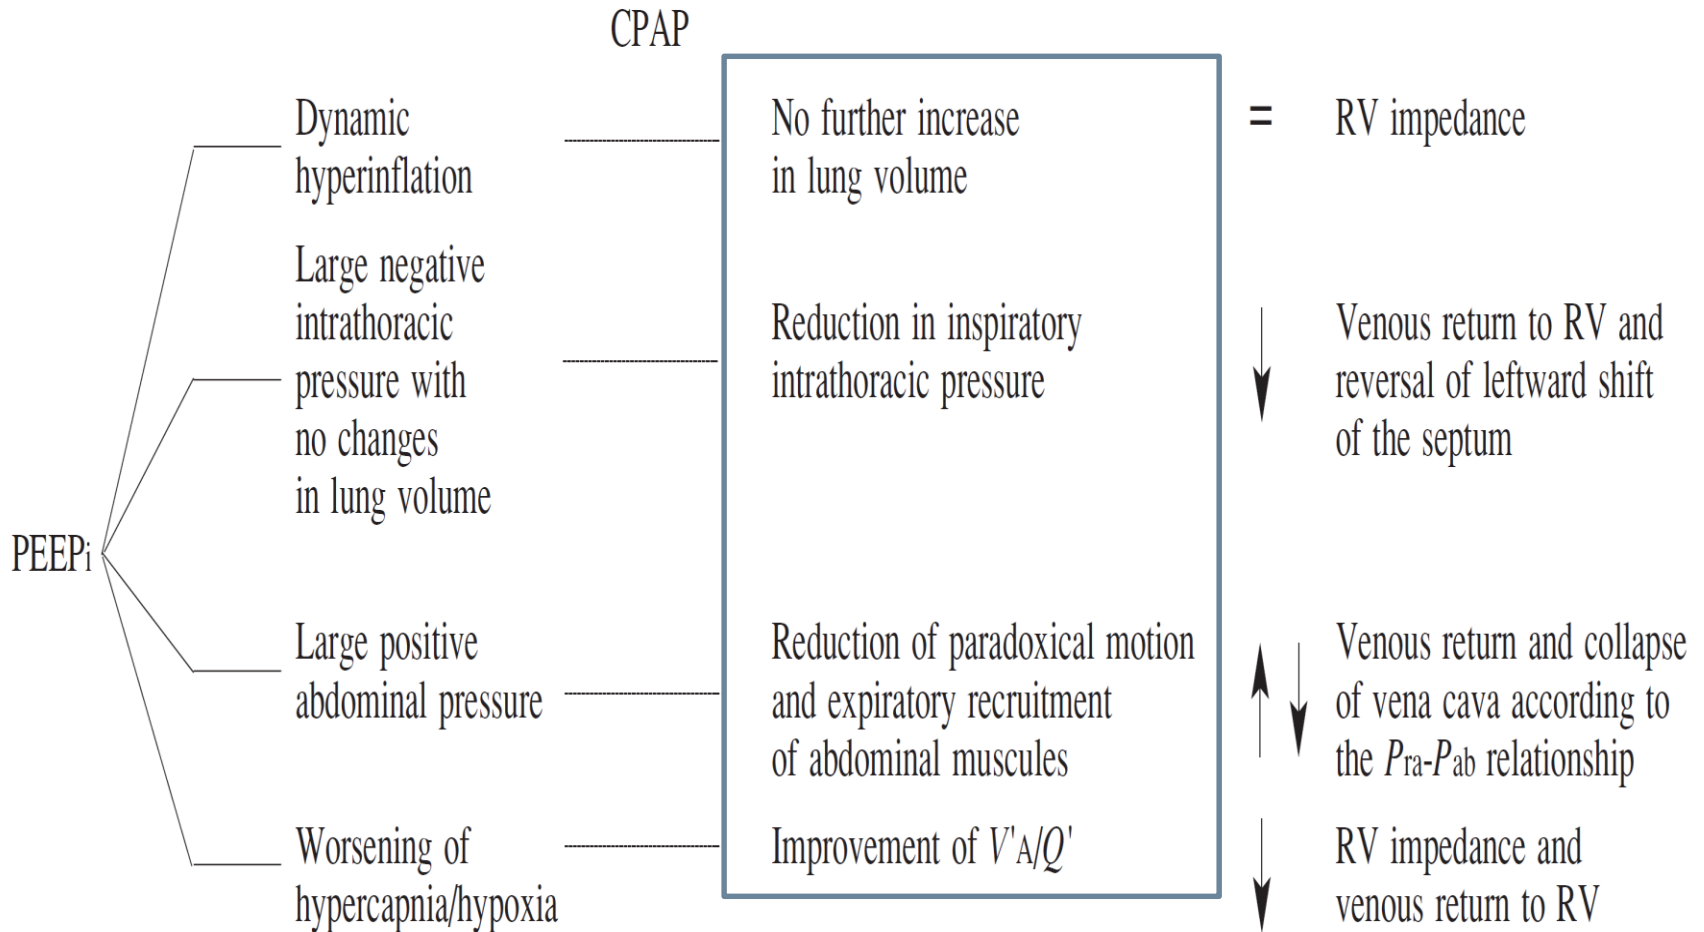 CPAP
Dynamic
hyperinflation
No further increase
in lung volume
=
RV impedance
Large negative
intrathoracic
pressure with
no changes
in lung volume
Reduction in inspiratory
intrathoracic pressure
Venous return to RV and
reversal of leftward shift
of the septum
PEEPi
Large positive
abdominal pressure
Reduction of paradoxical motion
and expiratory recruitment
of abdominal muscules
Venous return and collapse
of vena cava according to
the Pra-Pab relationship
Worsening of
hypercapnia/hypoxia
Improvement of V'A/Q'
RV impedance and
venous return to RV